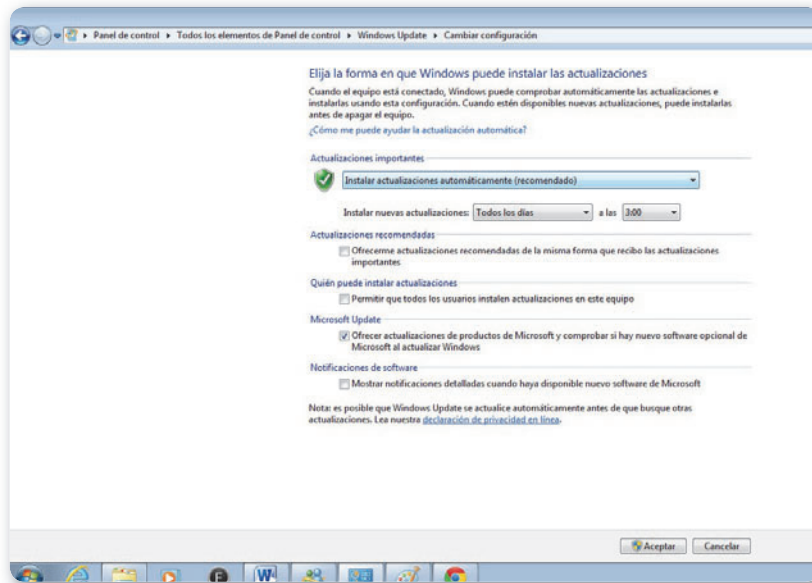 Panel de control ▸ Todos los elementos de Panel de control ▸ Windows Update ▸ Cambiar configuración
Elija la forma en que Windows puede instalar las actualizaciones
Cuando el equipo está conectado, Windows puede comprobar automáticamente las actualizaciones e
instalarlas usando esta configuración. Cuando estén disponibles nuevas actualizaciones, puede instalarlas
antes de apagar el equipo.
¿Cómo me puede ayudar la actualización automática?
Actualizaciones importantes
Instalar actualizaciones automáticamente (recomendado)
Instalar nuevas actualizaciones: Todos los días a las 3:00
Actualizaciones recomendadas
Ofrecerme actualizaciones recomendadas de la misma forma que recibo las actualizaciones
importantes
Quién puede instalar actualizaciones
Permitir que todos los usuarios instalen actualizaciones en este equipo
Microsoft Update
Ofrecer actualizaciones de productos de Microsoft y comprobar si hay nuevo software opcional de
Microsoft al actualizar Windows
Notificaciones de software
Mostrar notificaciones detalladas cuando haya disponible nuevo software de Microsoft
Nota: es posible que Windows Update se actualice automáticamente antes de que busque otras
actualizaciones. Lea nuestra declaración de privacidad en línea.
Aceptar Cancelar